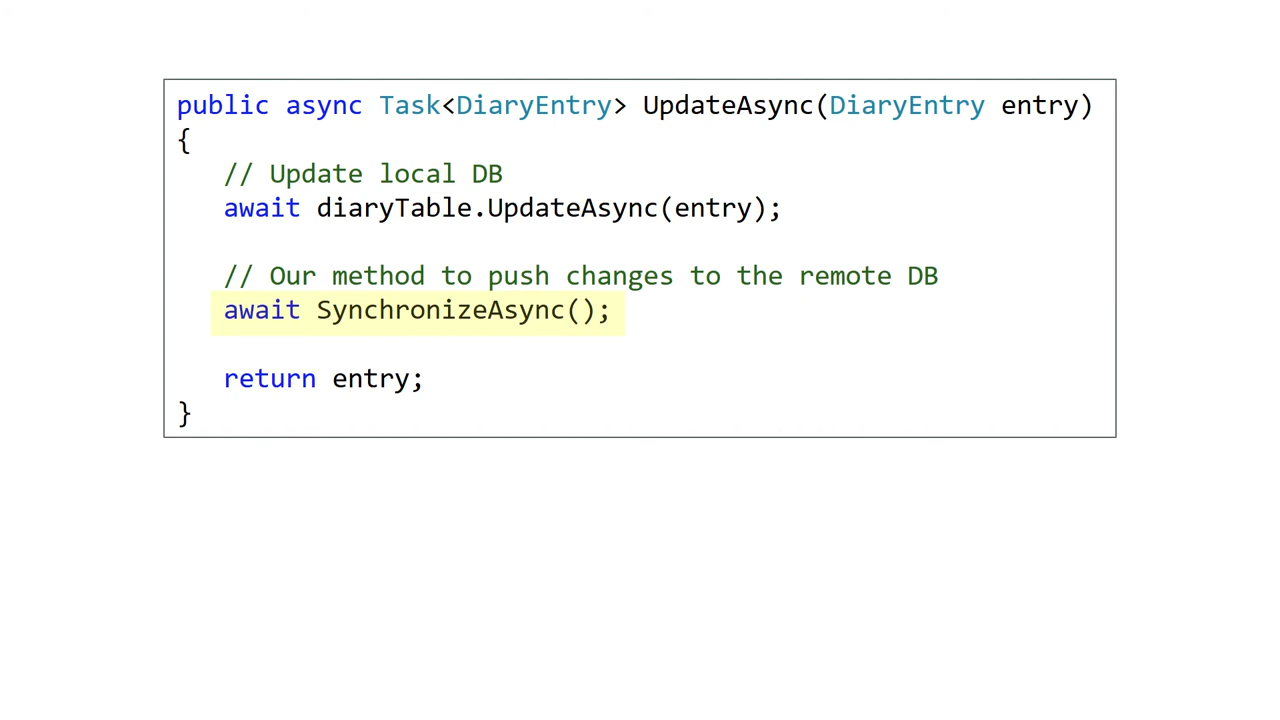 public async Task<DiaryEntry> UpdateAsync(DiaryEntry entry)
{
   // Update local DB
   await diaryTable.UpdateAsync(entry);

   // Our method to push changes to the remote DB
   await SynchronizeAsync();

   return entry;
}